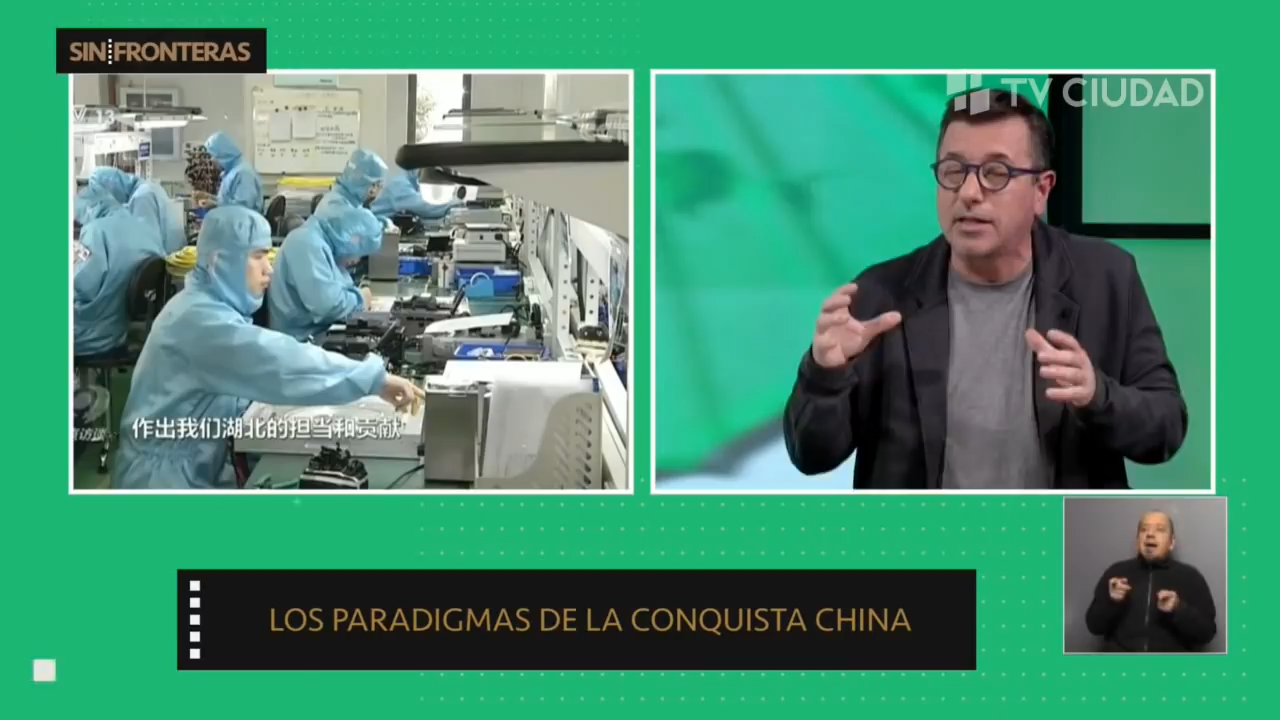 SIN FRONTERAS
TV CIUDAD
13
作出我们湖北的担当和贡献
LOS PARADIGMAS DE LA CONQUISTA CHINA